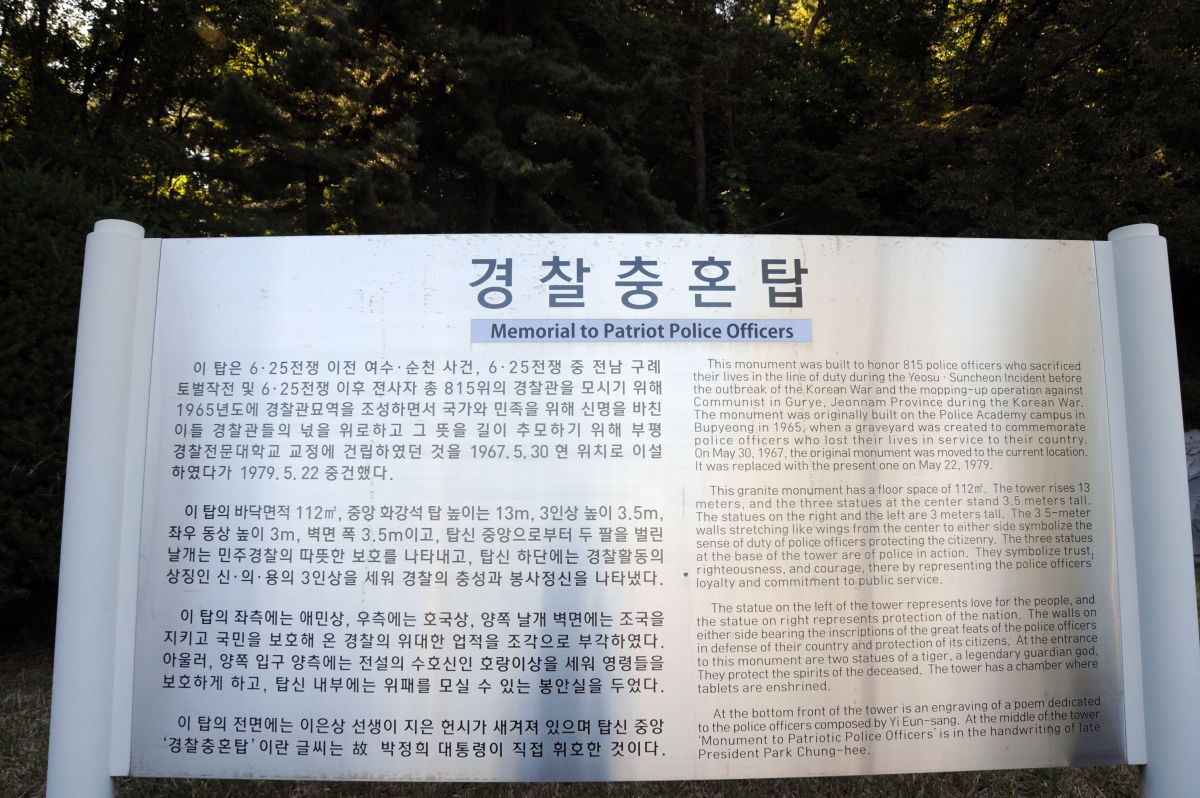 경찰충혼탑
Memorial to Patriot Police Officers
이 탑은 6·25전쟁 이전 여수·순천 사건, 6·25전쟁 중 전남 구례
토벌작전 및 6·25전쟁 이후 전사자 총 815위의 경찰관을 모시기 위해
1965년도에 경찰관묘역을 조성하면서 국가와 민족을 위해 신명을 바친
이들 경찰관들의 넋을 위로하고 그 뜻을 길이 추모하기 위해 부평
경찰전문대학교 교정에 건립하였던 것을 1967. 5. 30 현 위치로 이설
하였다가 1979. 5. 22 중건했다.
이 탑의 바닥면적 112㎡, 중앙 화강석 탑 높이는 13m, 3인상 높이 3.5m,
좌우 동상 높이 3m, 벽면 폭 3.5m이고, 탑신 중앙으로부터 두 팔을 벌린
날개는 민주경찰의 따뜻한 보호를 나타내고, 탑신 하단에는 경찰활동의
상징인 신·의·용의 3인상을 세워 경찰의 충성과 봉사정신을 나타냈다.
이 탑의 좌측에는 애민상, 우측에는 호국상, 양쪽 날개 벽면에는 조국을
지키고 국민을 보호해 온 경찰의 위대한 업적을 조각으로 부각하였다.
아울러, 양쪽 입구 양측에는 전설의 수호신인 호랑이상을 세워 영령들을
보호하게 하고, 탑신 내부에는 위패를 모실 수 있는 봉안실을 두었다.
이 탑의 전면에는 이은상 선생이 지은 헌시가 새겨져 있으며 탑신 중앙
'경찰충혼탑'이란 글씨는 故 박정희 대통령이 직접 휘호한 것이다.
This monument was built to honor 815 police officers who sacrificed
their lives in the line of duty during the Yeosu · Suncheon Incident before
the outbreak of the Korean War and the mopping-up operation against
Communist in Gurye, Jeonnam Province during the Korean War.
The monument was originally built on the Police Academy campus in
Bupyeong in 1965, when a graveyard was created to commemorate
police officers who lost their lives in service to their country.
On May 30, 1967, the original monument was moved to the current location.
It was replaced with the present one on May 22, 1979.
This granite monument has a floor space of 112㎡. The tower rises 13
meters, and the three statues at the center stand 3.5 meters tall.
The statues on the right and the left are 3 meters tall. The 3.5-meter
walls stretching like wings from the center to either side symbolize the
sense of duty of police officers protecting the citizenry. The three statues
at the base of the tower are of police in action. They symbolize trust,
righteousness, and courage, there by representing the police officers'
loyalty and commitment to public service.
The statue on the left of the tower represents love for the people, and
the statue on right represents protection of the nation. The walls on
either side bearing the inscriptions of the great feats of the police officers
in defense of their country and protection of its citizens. At the entrance
to this monument are two statues of a tiger, a legendary guardian god.
They protect the spirits of the deceased. The tower has a chamber where
tablets are enshrined.
At the bottom front of the tower is an engraving of a poem dedicated
to the police officers composed by Yi Eun-sang. At the middle of the tower
'Monument to Patriotic Police Officers' is in the handwriting of late
President Park Chung-hee.